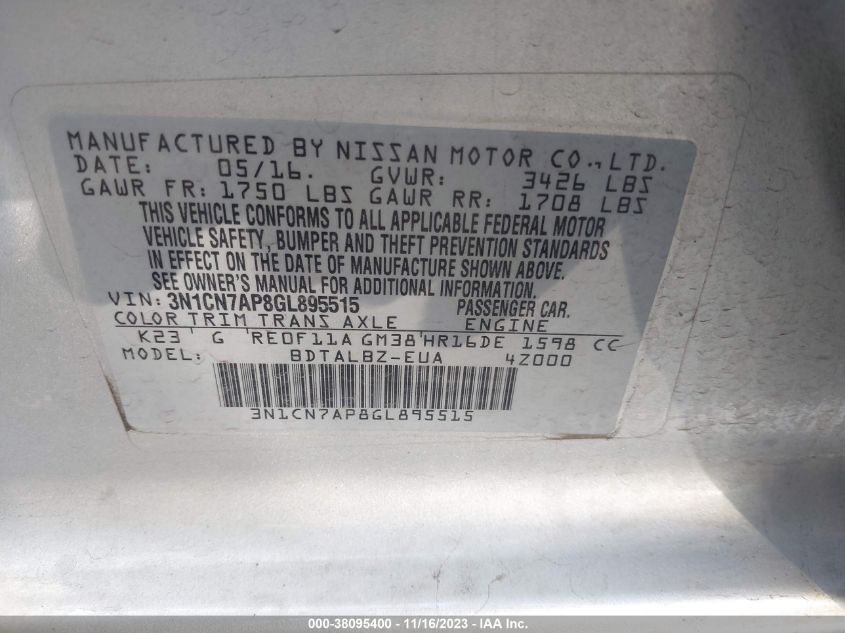 MANUFACTURED BY NISSAN MOTOR CO., LTD.
DATE: 05/16. GVWR: 3426 LBS
GAWR FR: 1750 LBS GAWR RR: 1708 LBS
THIS VEHICLE CONFORMS TO ALL APPLICABLE FEDERAL MOTOR
VEHICLE SAFETY, BUMPER AND THEFT PREVENTION STANDARDS
IN EFFECT ON THE DATE OF MANUFACTURE SHOWN ABOVE.
SEE OWNER'S MANUAL FOR ADDITIONAL INFORMATION.
VIN: 3N1CN7AP8GL895515 PASSENGER CAR.
COLOR TRIM TRANS AXLE ENGINE
K23 G RE0F11A GM38 HR16DE 1598 CC
MODEL: BDTALBZ-EUA 4Z000
3N1CN7AP8GL895515
000-38095400 - 11/16/2023 - IAAI Inc.